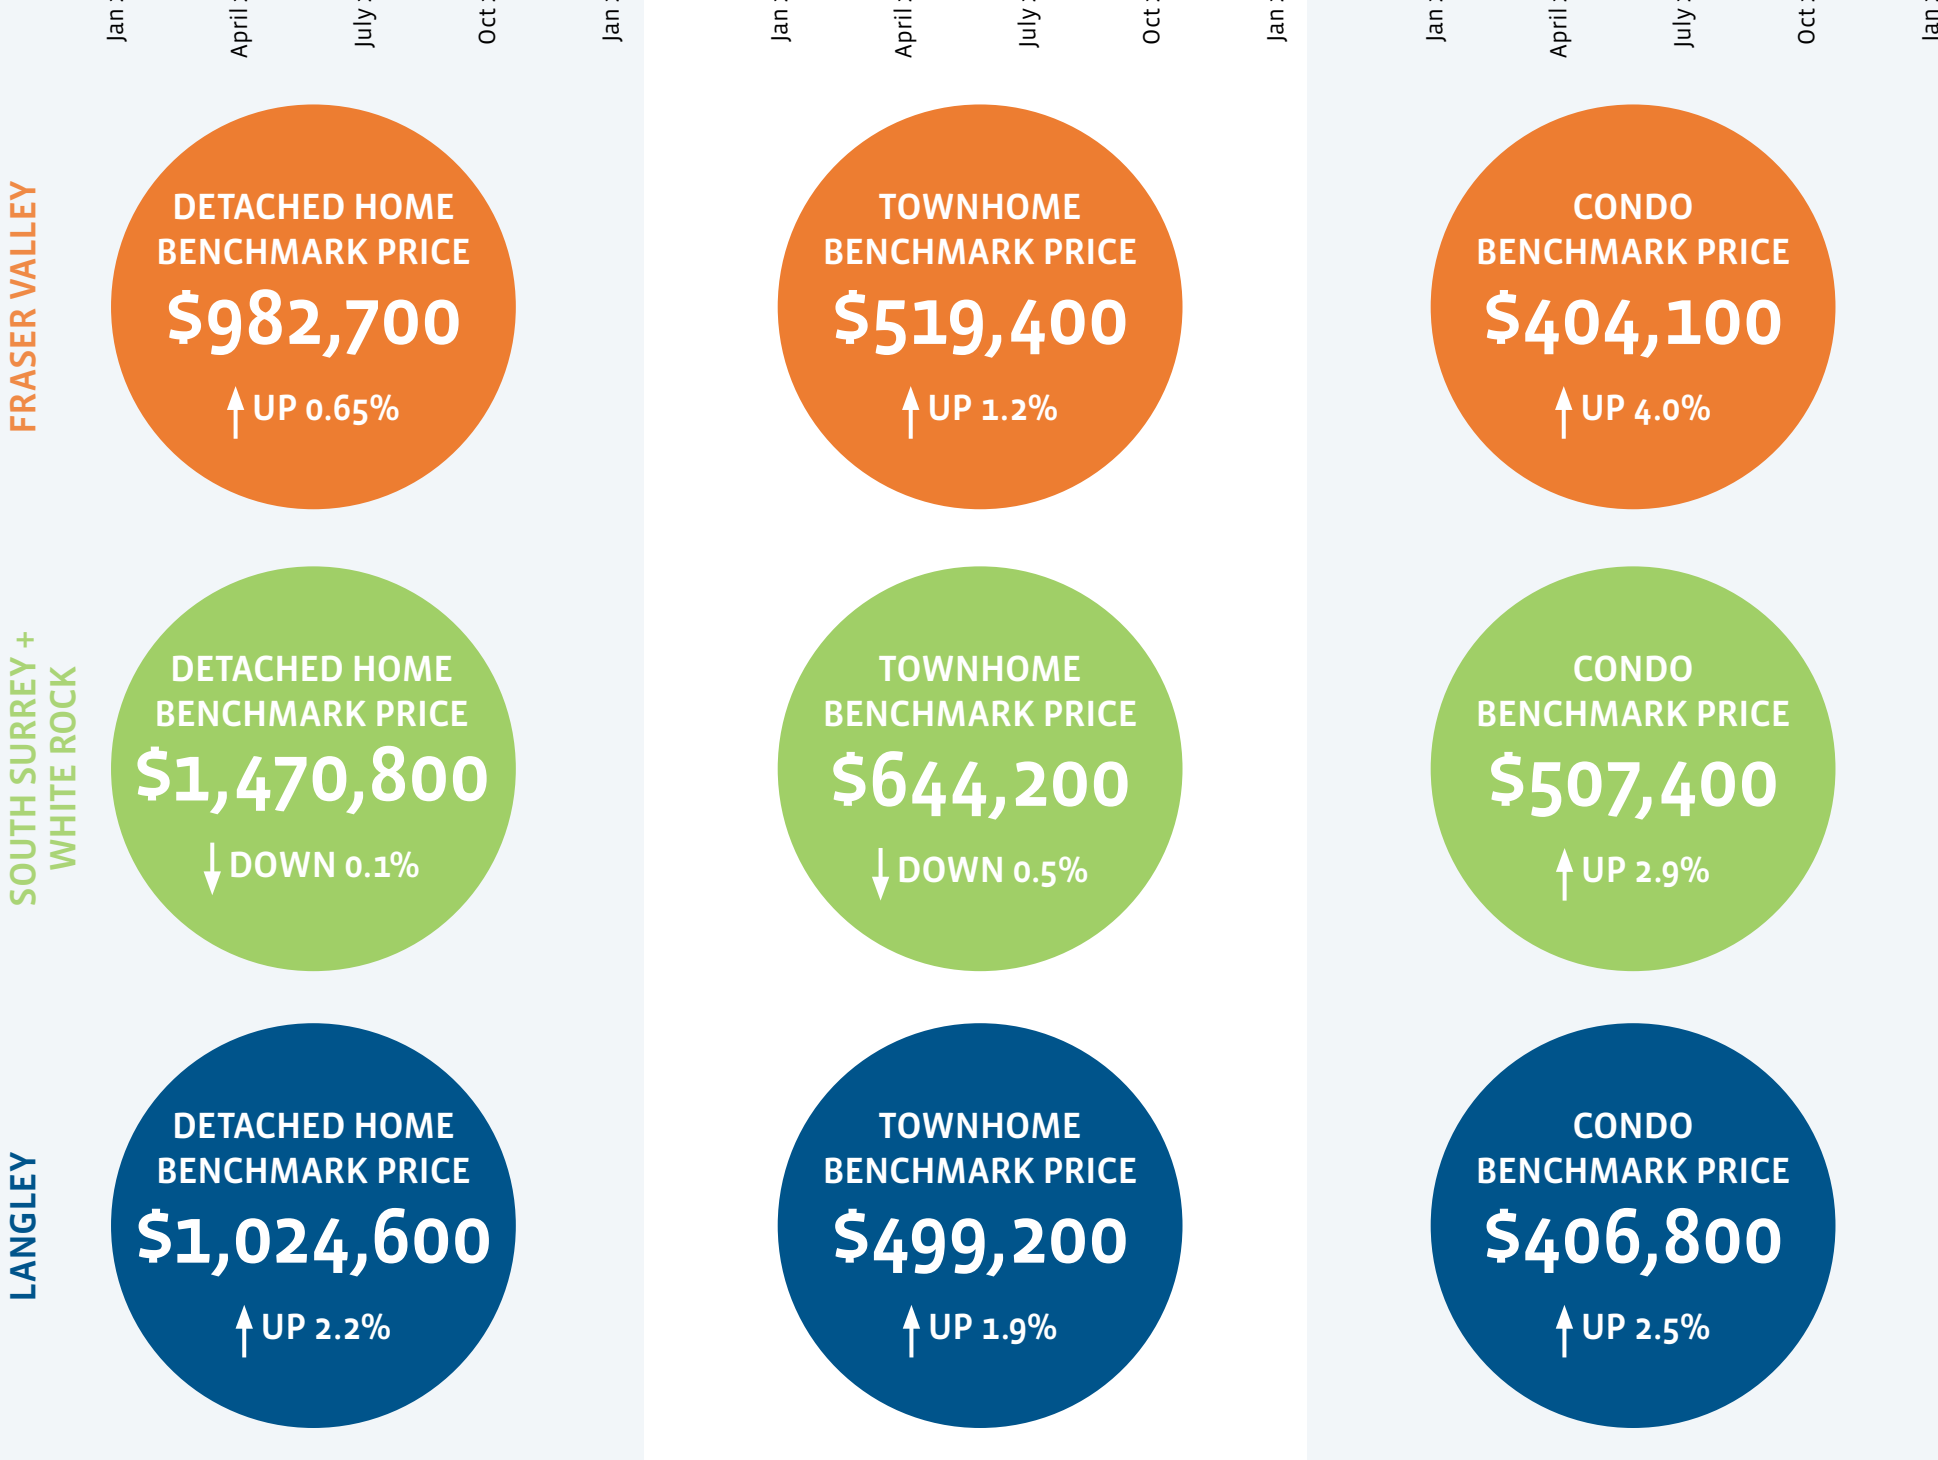 Jan
April
July
Oct
Jan
Jan
April
July
Oct
Jan
Jan
April
July
Oct
Jan
FRASER VALLEY
DETACHED HOME
BENCHMARK PRICE
$982,700
UP 0.65%
TOWNHOME
BENCHMARK PRICE
$519,400
UP 1.2%
CONDO
BENCHMARK PRICE
$404,100
UP 4.0%
SOUTH SURREY +
WHITE ROCK
DETACHED HOME
BENCHMARK PRICE
$1,470,800
DOWN 0.1%
TOWNHOME
BENCHMARK PRICE
$644,200
DOWN 0.5%
CONDO
BENCHMARK PRICE
$507,400
UP 2.9%
LANGLEY
DETACHED HOME
BENCHMARK PRICE
$1,024,600
UP 2.2%
TOWNHOME
BENCHMARK PRICE
$499,200
UP 1.9%
CONDO
BENCHMARK PRICE
$406,800
UP 2.5%